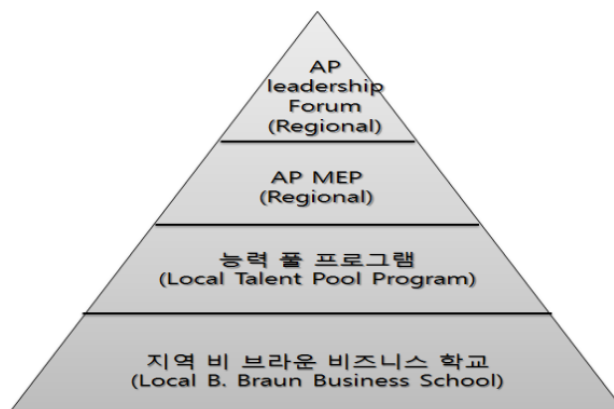 AP
leadership
Forum
(Regional)
AP MEP
(Regional)
능력 풀 프로그램
(Local Talent Pool Program)
지역 비 브라운 비즈니스 학교
(Local B. Braun Business School)